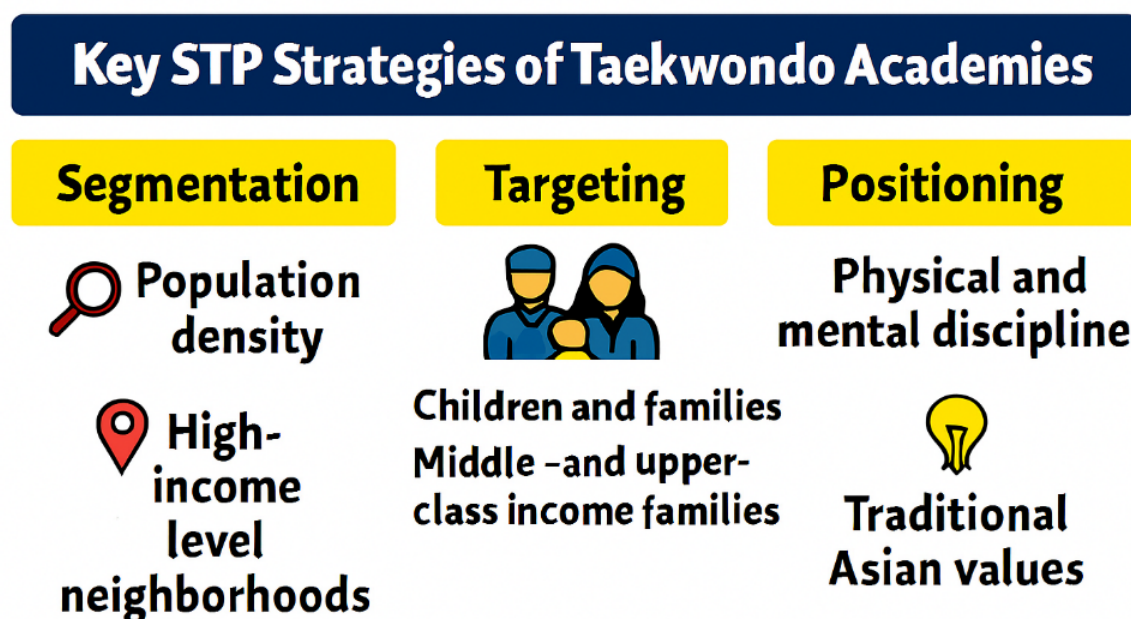 Key STP Strategies of Taekwondo Academies
Segmentation
Population
density
High-
income
level
neighborhoods
Targeting
Children and families
Middle –and upper-
class income families
Positioning
Physical and
mental discipline
Traditional
Asian values